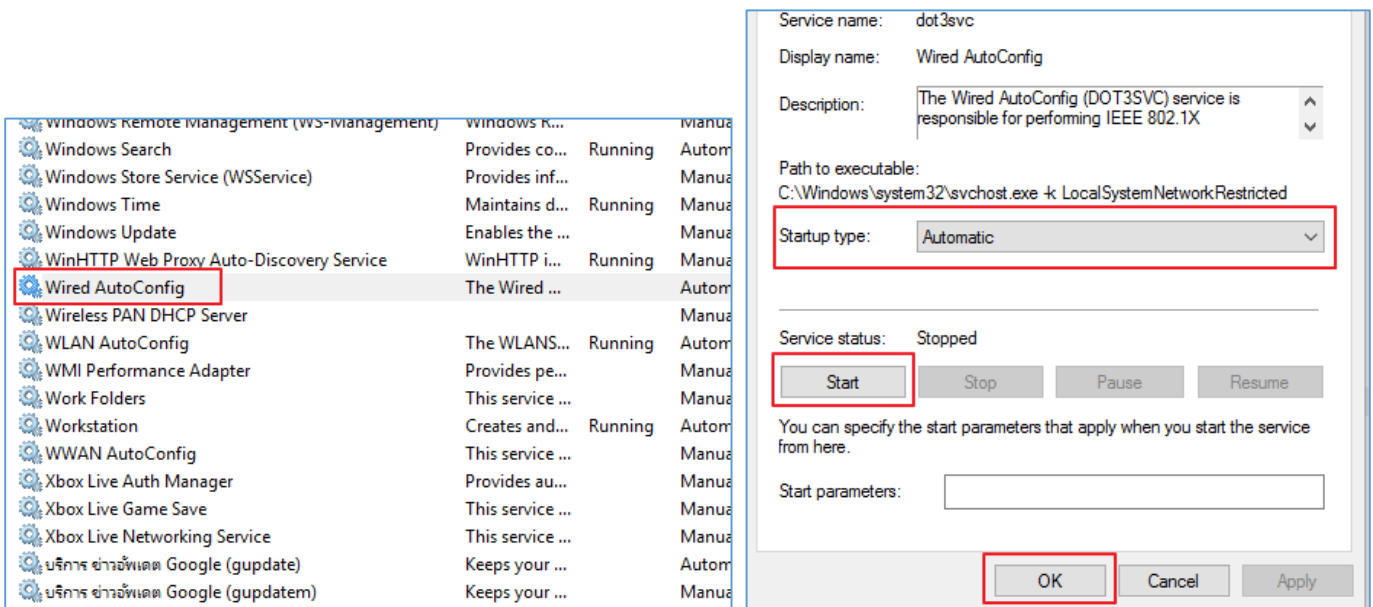 Windows Remote Management (WS-Management) Windows R... Manua
Windows Search Provides co... Running Autom
Windows Store Service (WSService) Provides inf... Manua
Windows Time Maintains d... Running Manua
Windows Update Enables the ... Manua
WinHTTP Web Proxy Auto-Discovery Service WinHTTP i... Running Manua
Wired AutoConfig The Wired ... Autom
Wireless PAN DHCP Server Manua
WLAN AutoConfig The WLANS... Running Autom
WMI Performance Adapter Provides pe... Manua
Work Folders This service ... Manua
Workstation Creates and... Running Autom
WWAN AutoConfig This service ... Manua
Xbox Live Auth Manager Provides au... Manua
Xbox Live Game Save This service ... Manua
Xbox Live Networking Service This service ... Manua
บริการ ข่าวอัพเดต Google (gupdate) Keeps your ... Autom
บริการ ข่าวอัพเดต Google (gupdatem) Keeps your ... Manua
Service name: dot3svc
Display name: Wired AutoConfig
Description: The Wired AutoConfig (DOT3SVC) service is
responsible for performing IEEE 802.1X
Path to executable:
C:\Windows\system32\svchost.exe -k LocalSystemNetworkRestricted
Startup type: Automatic
Service status: Stopped
Start Stop Pause Resume
You can specify the start parameters that apply when you start the service
from here.
Start parameters:
OK Cancel Apply